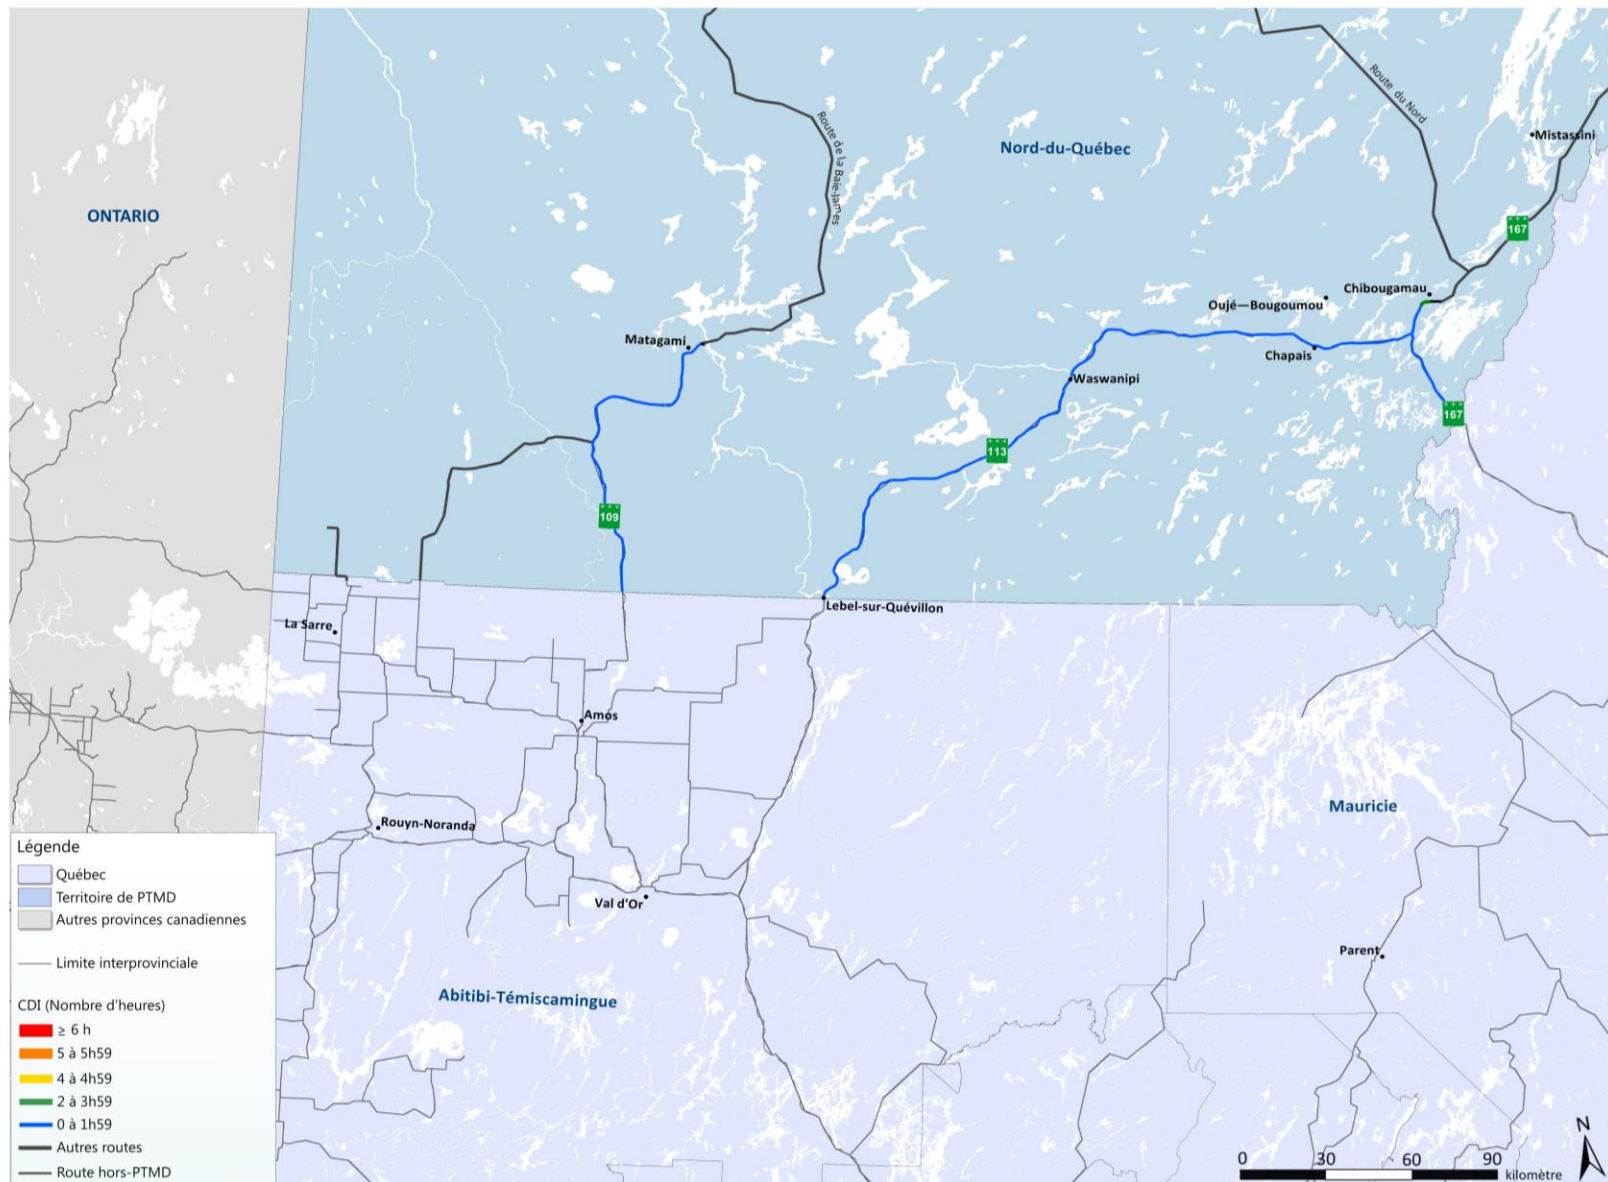 Route du Nord
Mistassini
Route de la Baie-James
Nord-du-Québec
ONTARIO
167
Chibougamau
Oujé—Bougoumou
Matagami
Chapais
Waswanipi
167
113
109
Lebel-sur-Quévillon
La Sarre
Amos
Mauricie
Rouyn-Noranda
Val d'Or
Parent
Abitibi-Témiscamingue
Légende
Québec
Territoire de PTMD
Autres provinces canadiennes
Limite interprovinciale
CDI (Nombre d'heures)
≥ 6 h
5 à 5h59
4 à 4h59
2 à 3h59
0 à 1h59
Autres routes
Route hors-PTMD
N
0 30 60 90
kilomètre